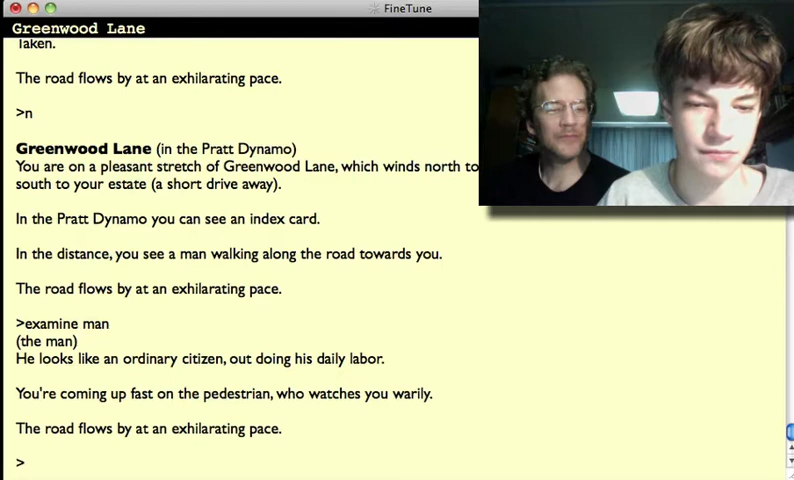 FineTune
Greenwood Lane
Taken.
The road flows by at an exhilarating pace.
>n
Greenwood Lane (in the Pratt Dynamo)
You are on a pleasant stretch of Greenwood Lane, which winds north to
south to your estate (a short drive away).
In the Pratt Dynamo you can see an index card.
In the distance, you see a man walking along the road towards you.
The road flows by at an exhilarating pace.
>examine man
(the man)
He looks like an ordinary citizen, out doing his daily labor.
You're coming up fast on the pedestrian, who watches you warily.
The road flows by at an exhilarating pace.
>